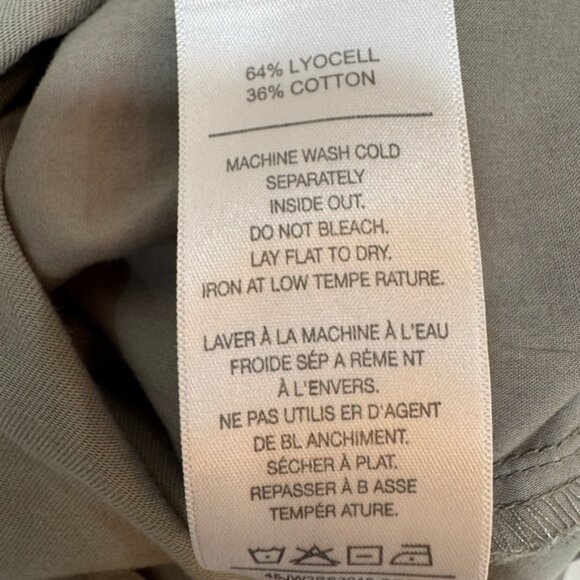 64% LYOCELL
36% COTTON
MACHINE WASH COLD
SEPARATELY
INSIDE OUT.
DO NOT BLEACH.
LAY FLAT TO DRY.
IRON AT LOW TEMPE RATURE.
LAVER À LA MACHINE À L'EAU
FROIDE SÉP A RÉME NT
À L'ENVERS.
NE PAS UTILIS ER D'AGENT
DE BL ANCHIMENT.
SÉCHER À PLAT.
REPASSER À B ASSE
TEMPÉR ATURE.